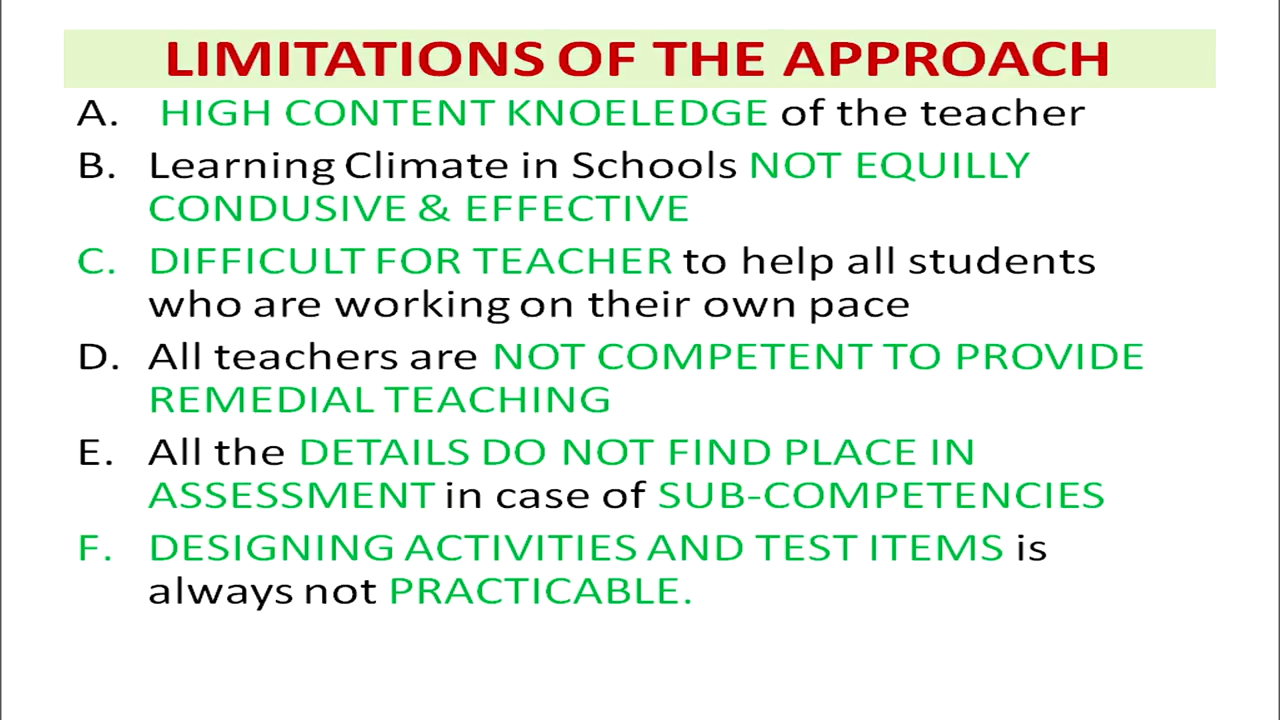 LIMITATIONS OF THE APPROACH
A. HIGH CONTENT KNOELEDGE of the teacher
B. Learning Climate in Schools NOT EQUILLY
CONDUSIVE & EFFECTIVE
C. DIFFICULT FOR TEACHER to help all students
who are working on their own pace
D. All teachers are NOT COMPETENT TO PROVIDE
REMEDIAL TEACHING
E. All the DETAILS DO NOT FIND PLACE IN
ASSESSMENT in case of SUB-COMPETENCIES
F. DESIGNING ACTIVITIES AND TEST ITEMS is
always not PRACTICABLE.